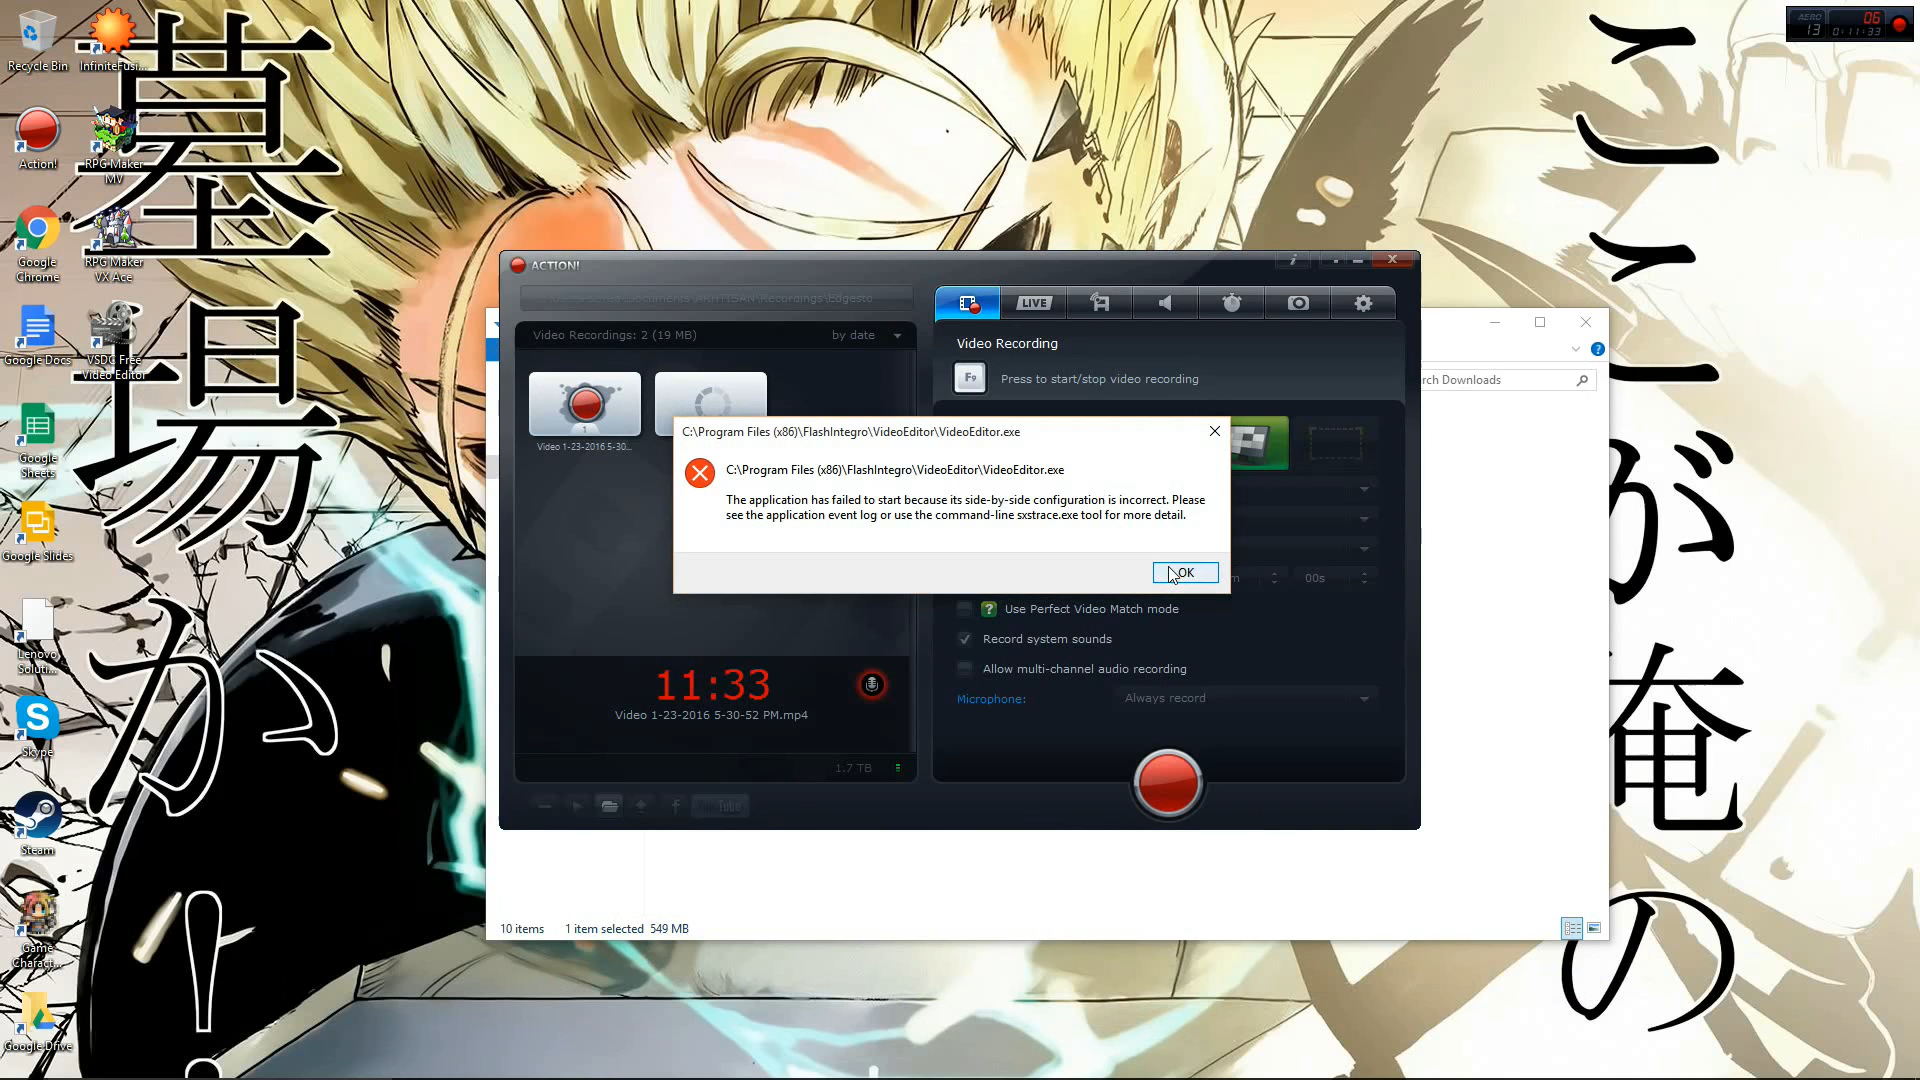 Recycle Bin
InfiniteFusi...
Action!
RPG Maker
MV
Google
Chrome
RPG Maker
VX Ace
Google Docs
VSDC Free
Video Editor
Google
Sheets
Google Slides
Lenovo
Soluti...
Skype
Steam
Game
Charact...
Google Drive
墓場か!
ここが俺の
AERO
13
06
0:11:33
ACTION!
Video Recordings: 2 (19 MB)
by date
Video 1-23-2016 5-30...
11:33
Video 1-23-2016 5-30-52 PM.mp4
1.7 TB
LIVE
Video Recording
F9
Press to start/stop video recording
00s
Use Perfect Video Match mode
Record system sounds
Allow multi-channel audio recording
Microphone:
Always record
C:\Program Files (x86)\FlashIntegro\VideoEditor\VideoEditor.exe
C:\Program Files (x86)\FlashIntegro\VideoEditor\VideoEditor.exe
The application has failed to start because its side-by-side configuration is incorrect. Please
see the application event log or use the command-line sxstrace.exe tool for more detail.
OK
rch Downloads
10 items
1 item selected 549 MB